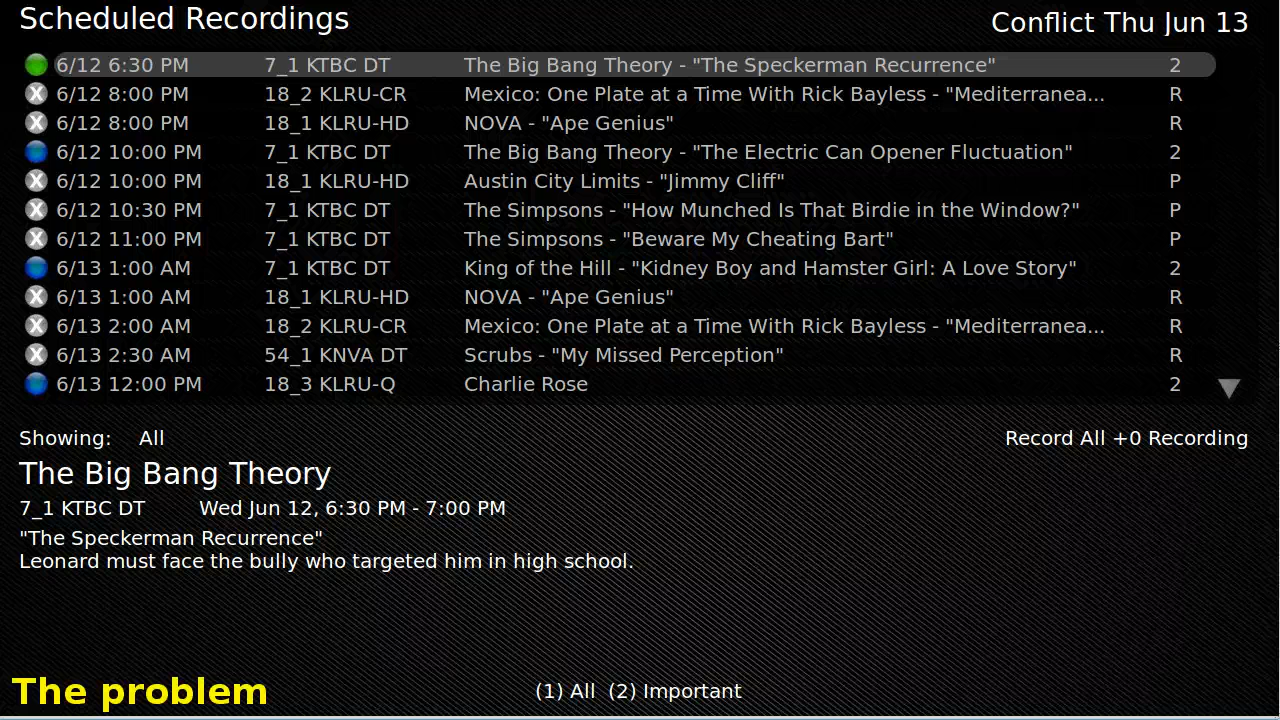 Scheduled Recordings
Conflict Thu Jun 13
6/12 6:30 PM 7_1 KTBC DT The Big Bang Theory - "The Speckerman Recurrence" 2
X 6/12 8:00 PM 18_2 KLRU-CR Mexico: One Plate at a Time With Rick Bayless - "Mediterranea... R
X 6/12 8:00 PM 18_1 KLRU-HD NOVA - "Ape Genius" R
6/12 10:00 PM 7_1 KTBC DT The Big Bang Theory - "The Electric Can Opener Fluctuation" 2
X 6/12 10:00 PM 18_1 KLRU-HD Austin City Limits - "Jimmy Cliff" P
X 6/12 10:30 PM 7_1 KTBC DT The Simpsons - "How Munched Is That Birdie in the Window?" P
X 6/12 11:00 PM 7_1 KTBC DT The Simpsons - "Beware My Cheating Bart" P
6/13 1:00 AM 7_1 KTBC DT King of the Hill - "Kidney Boy and Hamster Girl: A Love Story" 2
X 6/13 1:00 AM 18_1 KLRU-HD NOVA - "Ape Genius" R
X 6/13 2:00 AM 18_2 KLRU-CR Mexico: One Plate at a Time With Rick Bayless - "Mediterranea... R
X 6/13 2:30 AM 54_1 KNVA DT Scrubs - "My Missed Perception" R
6/13 12:00 PM 18_3 KLRU-Q Charlie Rose 2
Showing: All
Record All +0 Recording
The Big Bang Theory
7_1 KTBC DT Wed Jun 12, 6:30 PM - 7:00 PM
"The Speckerman Recurrence"
Leonard must face the bully who targeted him in high school.
The problem
(1) All (2) Important